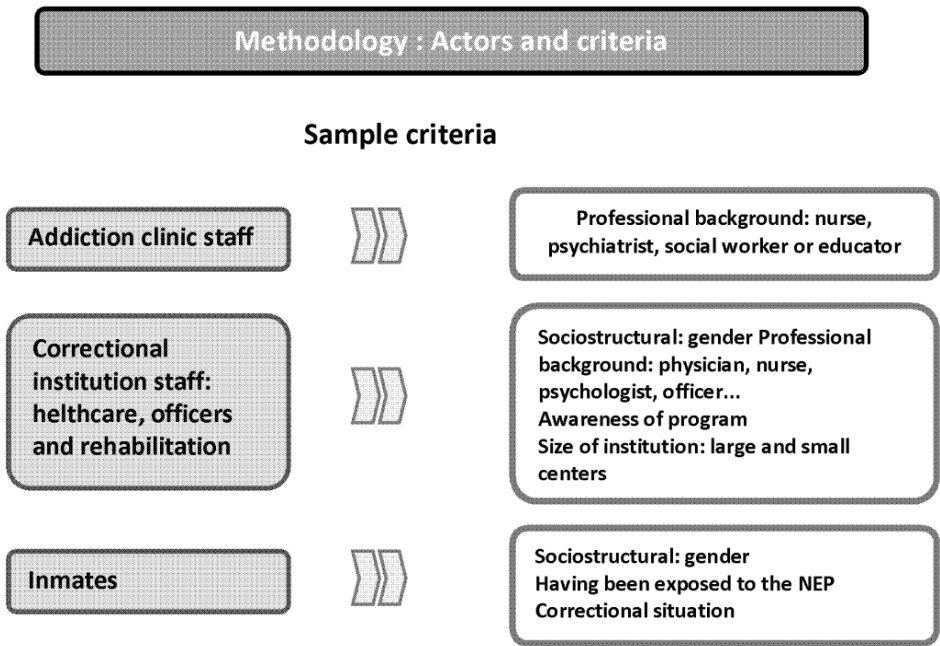 Methodology : Actors and criteria
Sample criteria
Addiction clinic staff
Professional background: nurse,
psychiatrist, social worker or educator
Correctional
institution staff:
helthcare, officers
and rehabilitation
Sociostructural: gender Professional
background: physician, nurse,
psychologist, officer...
Awareness of program
Size of institution: large and small
centers
Inmates
Sociostructural: gender
Having been exposed to the NEP
Correctional situation